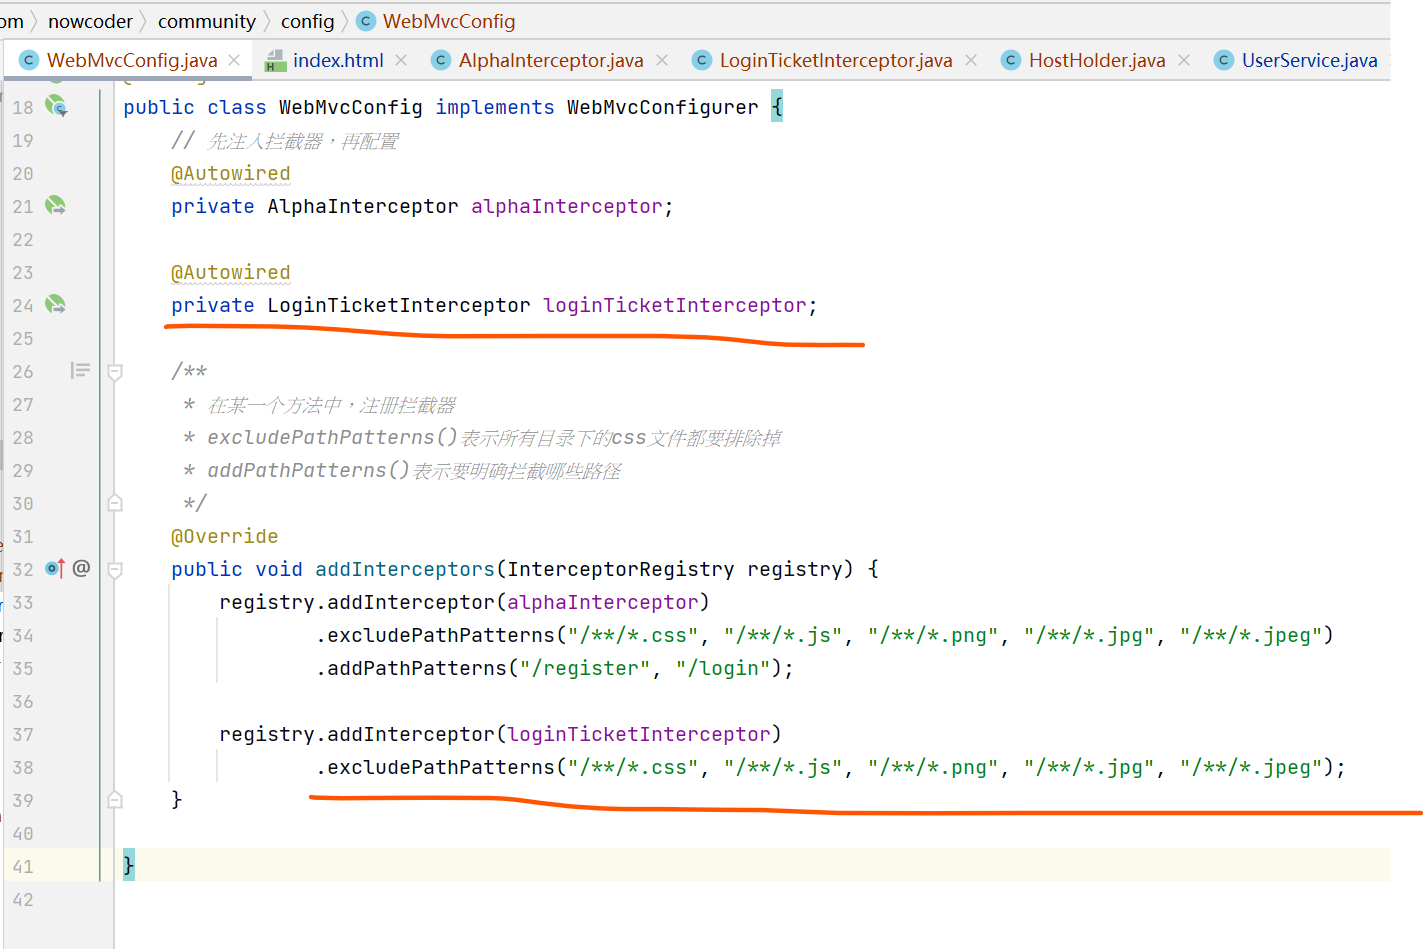 om nowcoder community config WebMvcConfig
WebMvcConfig.java index.html AlphaInterceptor.java LoginTicketInterceptor.java HostHolder.java UserService.java
18 public class WebMvcConfig implements WebMvcConfigurer {
19 // 先注入拦截器，再配置
20 @Autowired
21 private AlphaInterceptor alphaInterceptor;
22
23 @Autowired
24 private LoginTicketInterceptor loginTicketInterceptor;
25
26 /**
27 * 在某一个方法中，注册拦截器
28 * excludePathPatterns()表示所有目录下的css文件都要排除掉
29 * addPathPatterns()表示要明确拦截哪些路径
30 */
31 @Override
32 public void addInterceptors(InterceptorRegistry registry) {
33 registry.addInterceptor(alphaInterceptor)
34 .excludePathPatterns("/**/*.css", "/**/*.js", "/**/*.png", "/**/*.jpg", "/**/*.jpeg")
35 .addPathPatterns("/register", "/login");
36
37 registry.addInterceptor(loginTicketInterceptor)
38 .excludePathPatterns("/**/*.css", "/**/*.js", "/**/*.png", "/**/*.jpg", "/**/*.jpeg");
39 }
40
41 }
42